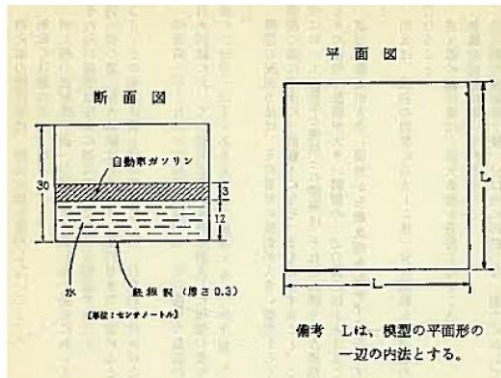 平面図
断面図
自動車ガソリン
30
3
12
水
鉄板(厚さ0.3)
〔単位:センチメートル〕
L
L
備考 Lは、模型の平面形の
一辺の内法とする。